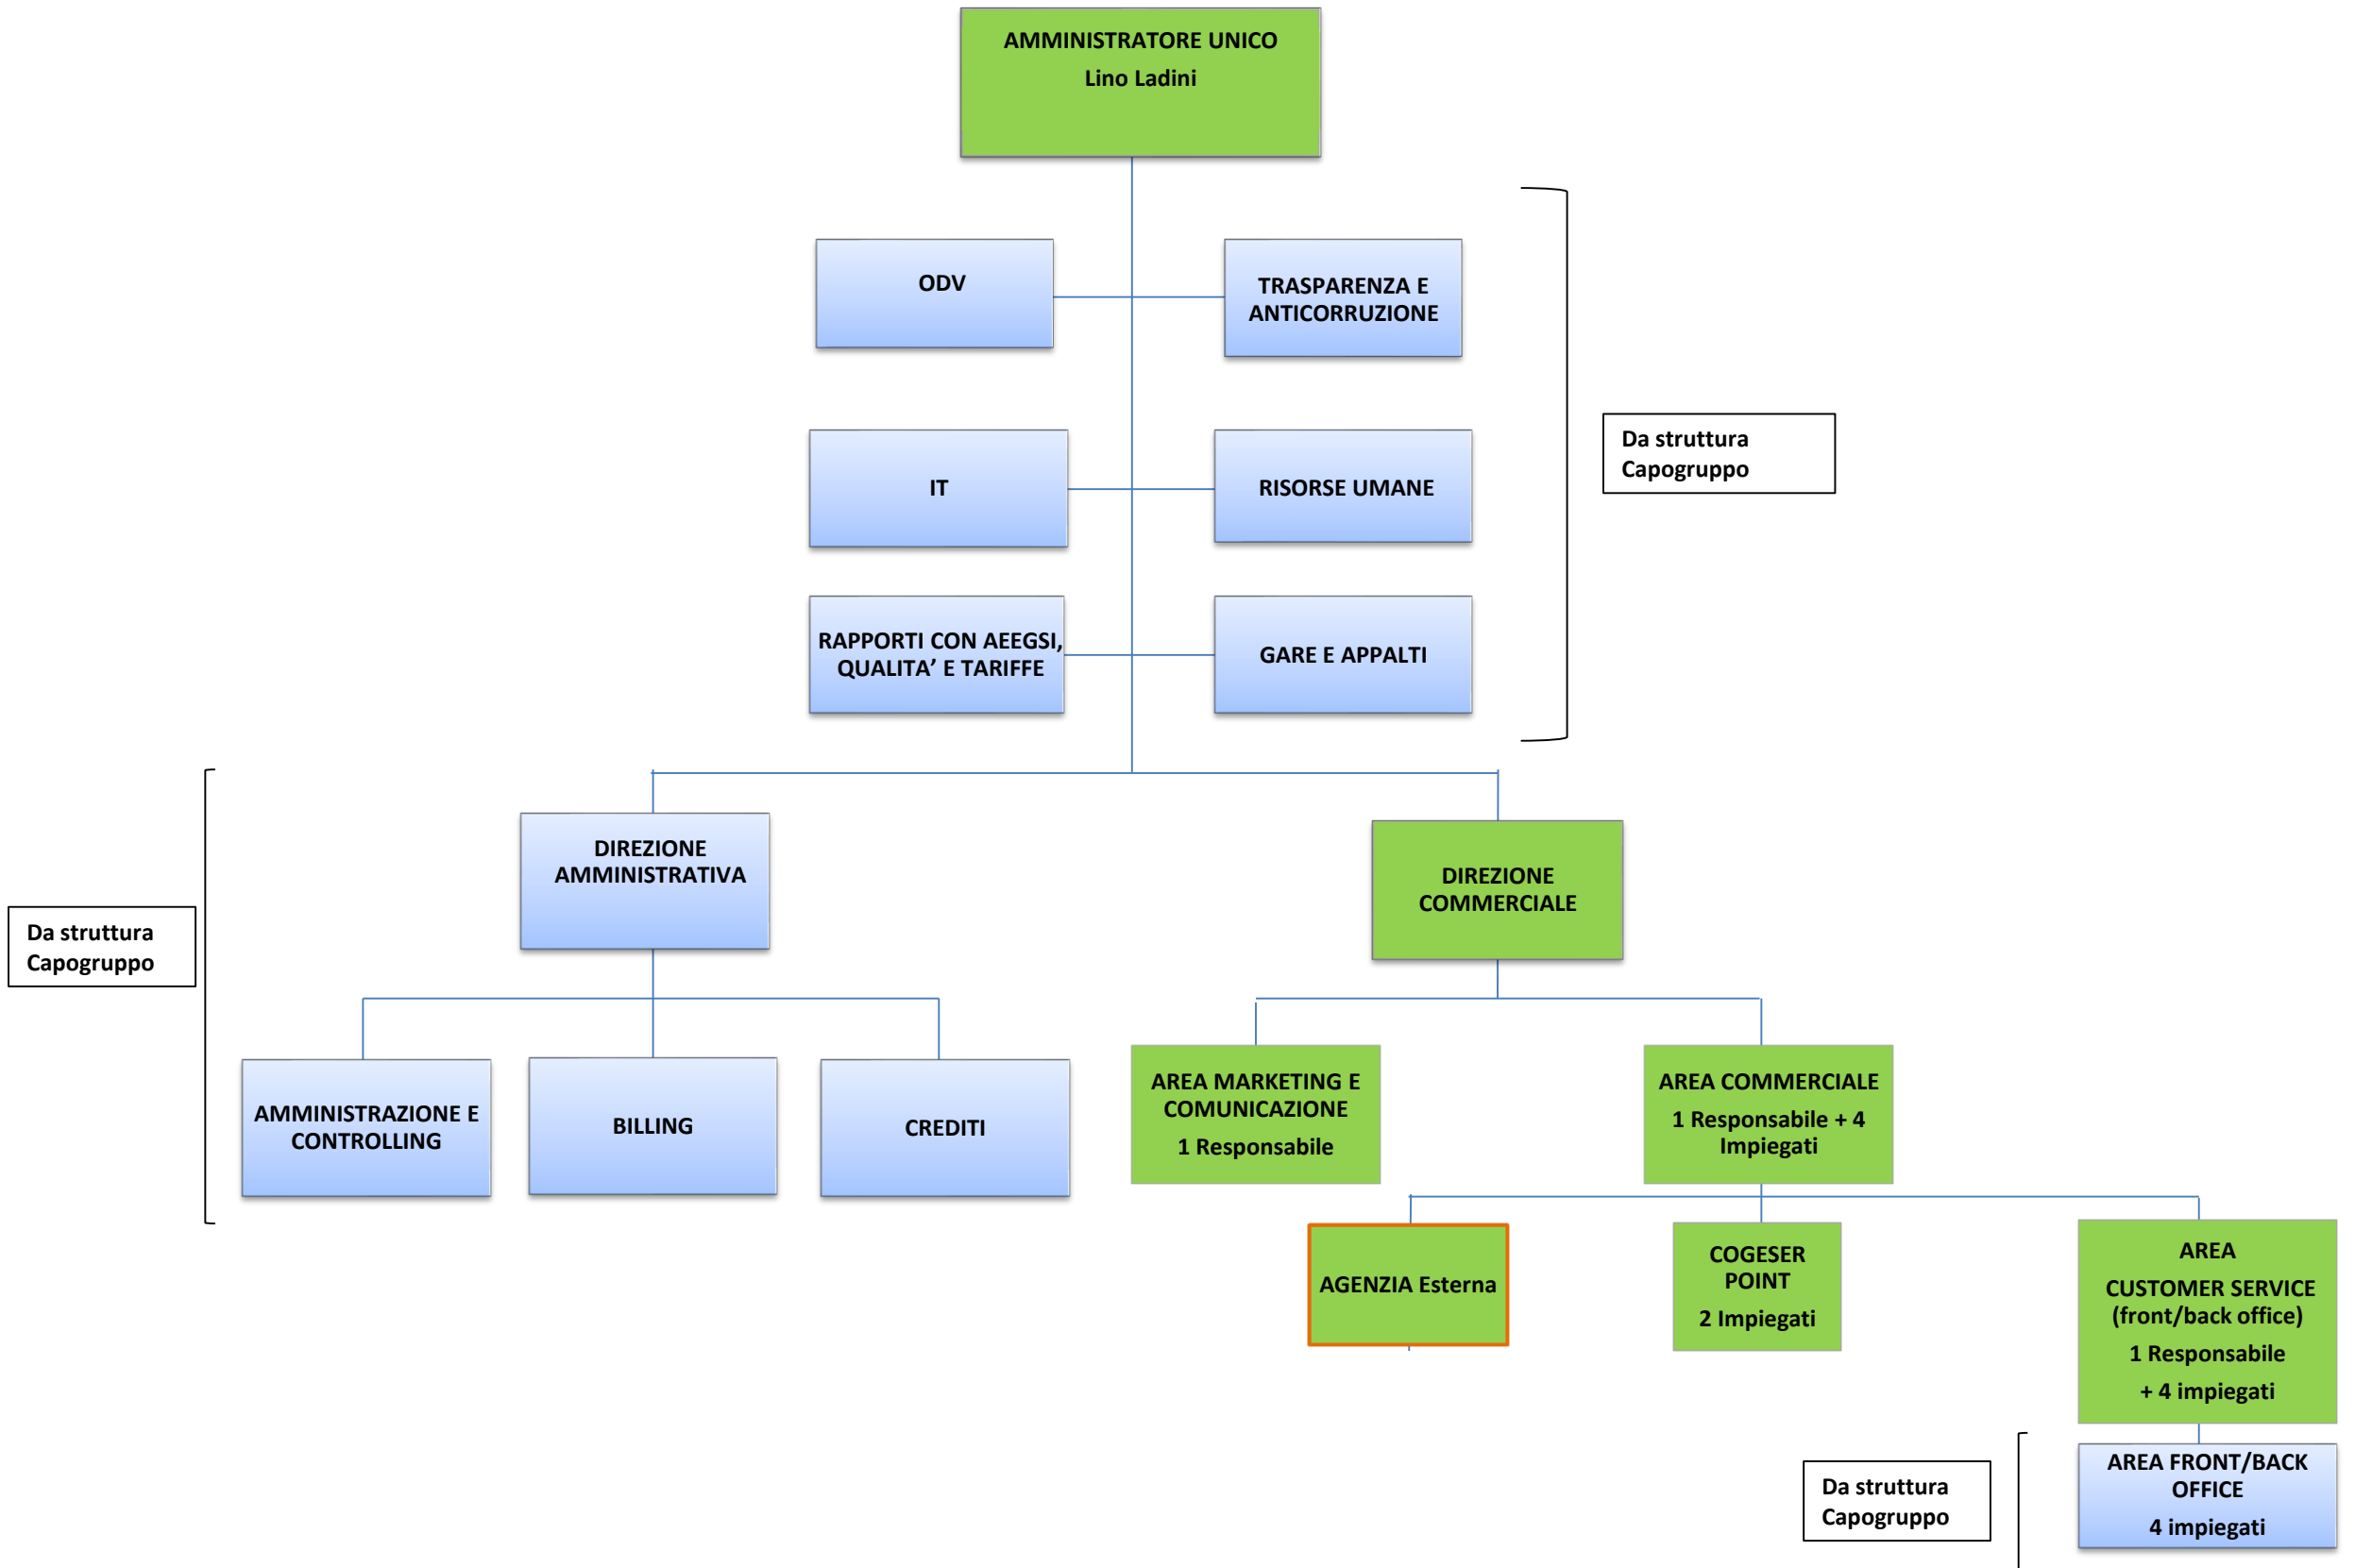 AMMINISTRATORE UNICO
Lino Ladini
ODV
TRASPARENZA E
ANTICORRUZIONE
Da struttura
Capogruppo
IT
RISORSE UMANE
RAPPORTI CON AEEGSI,
QUALITA’ E TARIFFE
GARE E APPALTI
DIREZIONE
AMMINISTRATIVA
DIREZIONE
COMMERCIALE
Da struttura
Capogruppo
AMMINISTRAZIONE E
CONTROLLING
BILLING
CREDITI
AREA MARKETING E
COMUNICAZIONE
1 Responsabile
AREA COMMERCIALE
1 Responsabile + 4
Impiegati
AGENZIA Esterna
COGESER
POINT
2 Impiegati
AREA
CUSTOMER SERVICE
(front/back office)
1 Responsabile
+ 4 impiegati
Da struttura
Capogruppo
AREA FRONT/BACK
OFFICE
4 impiegati